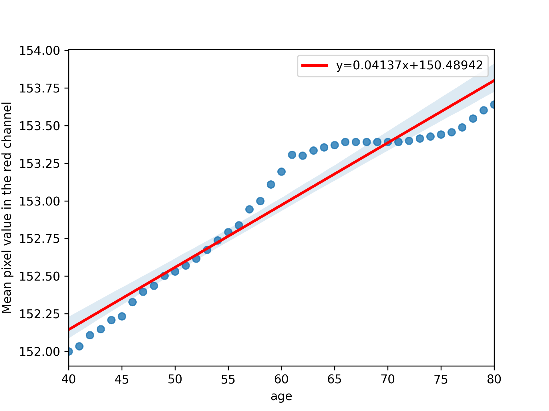 154.00
y=0.04137x+150.48942
153.75
153.50
153.25
153.00
152.75
152.50
152.25
152.00
Mean pixel value in the red channel
40 45 50 55 60 65 70 75 80
age